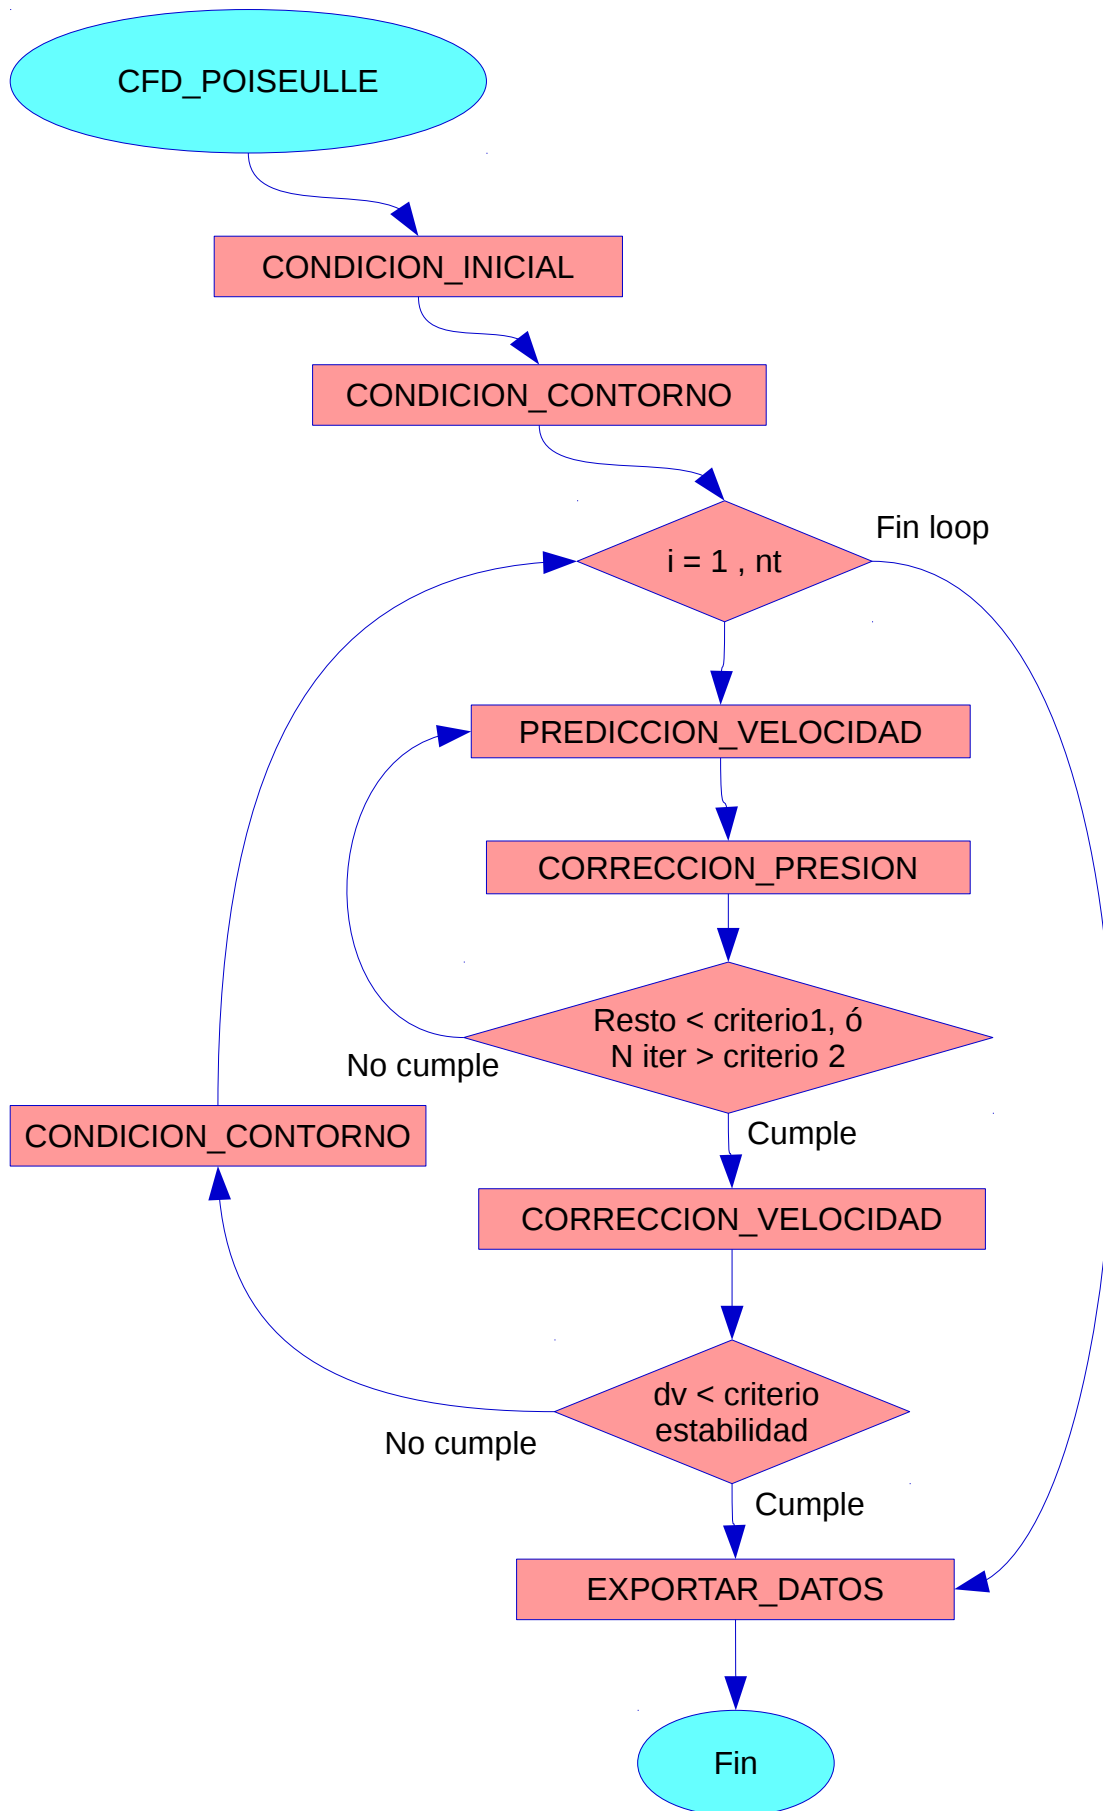 CFD_POISEULLE
CONDICION_INICIAL
CONDICION_CONTORNO
Fin loop
i = 1 , nt
PREDICCION_VELOCIDAD
CORRECCION_PRESION
Resto < criterio1, ó
N iter > criterio 2
No cumple
Cumple
CONDICION_CONTORNO
CORRECCION_VELOCIDAD
dv < criterio
estabilidad
No cumple
Cumple
EXPORTAR_DATOS
Fin